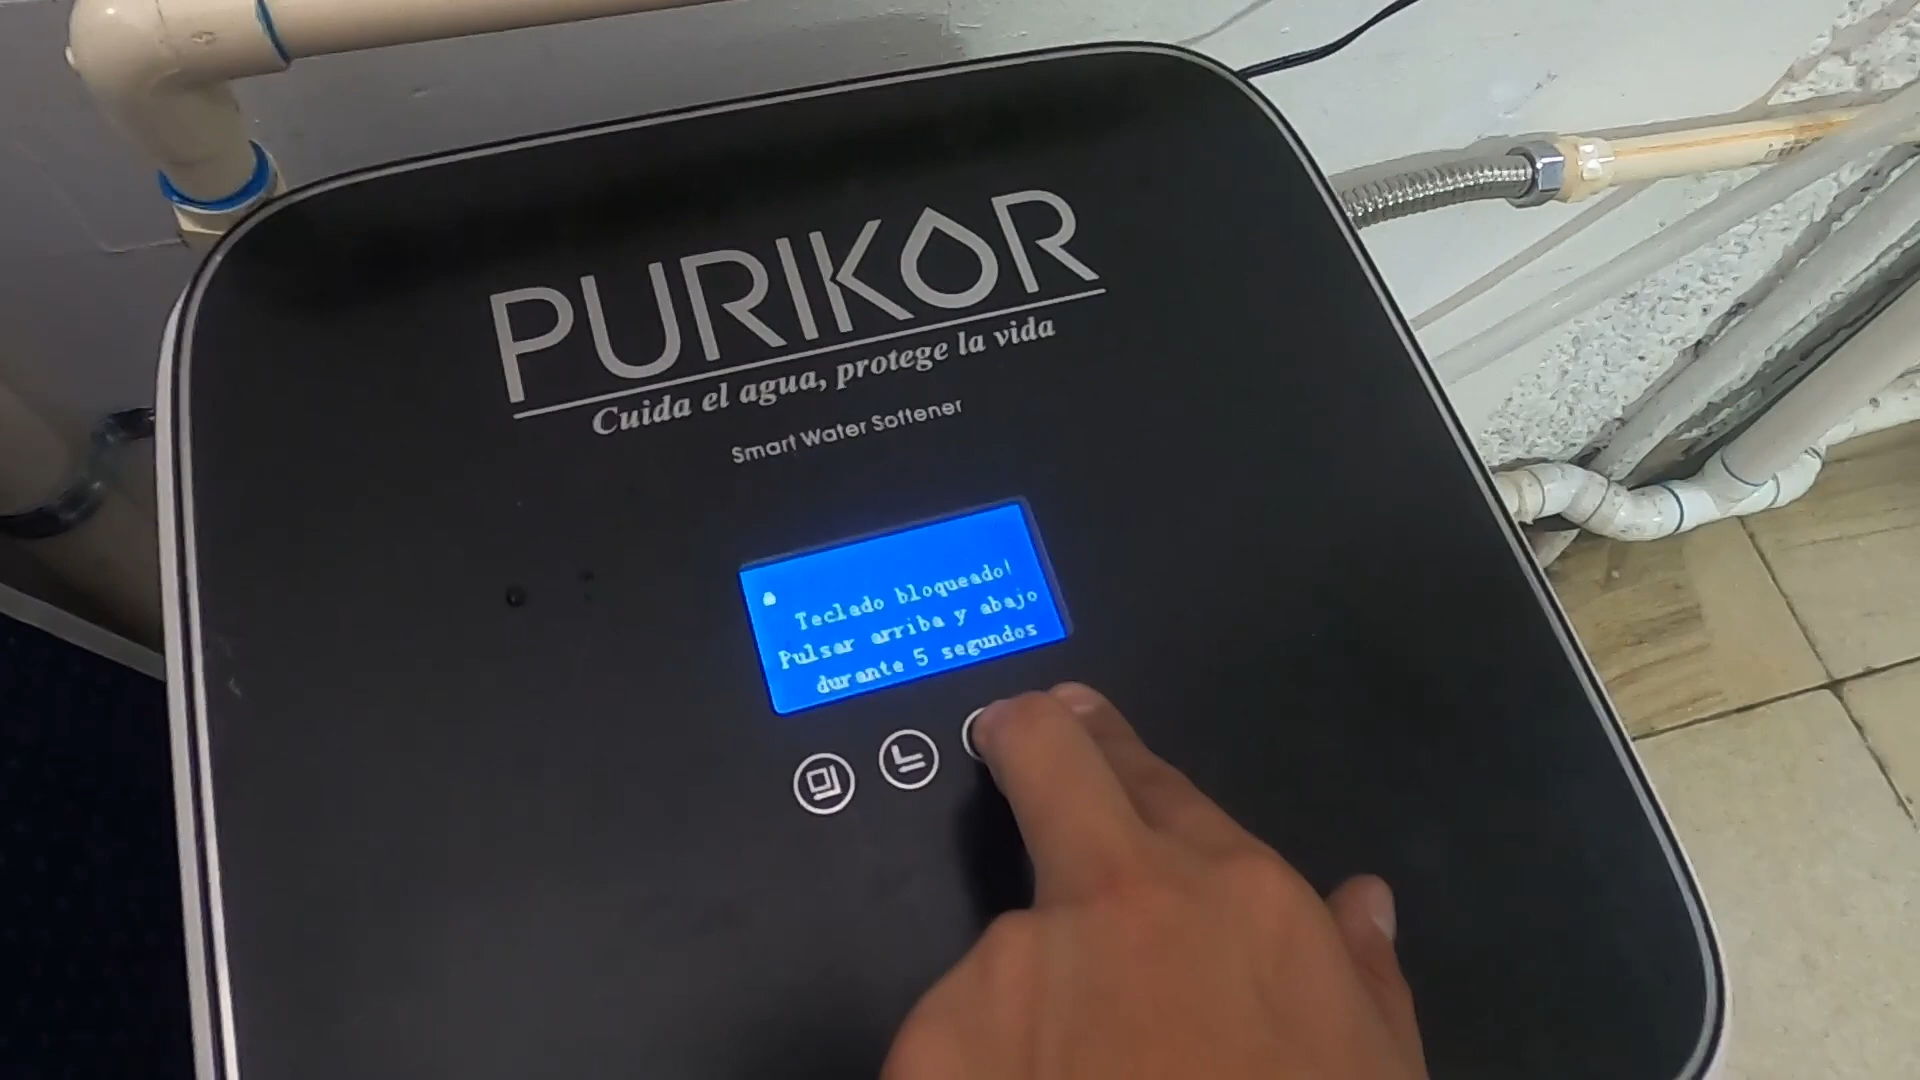 PURIKOR
Cuida el agua, protege la vida
Smart Water Softener
Teclado bloqueado!
Pulsar arriba y abajo
durante 5 segundos